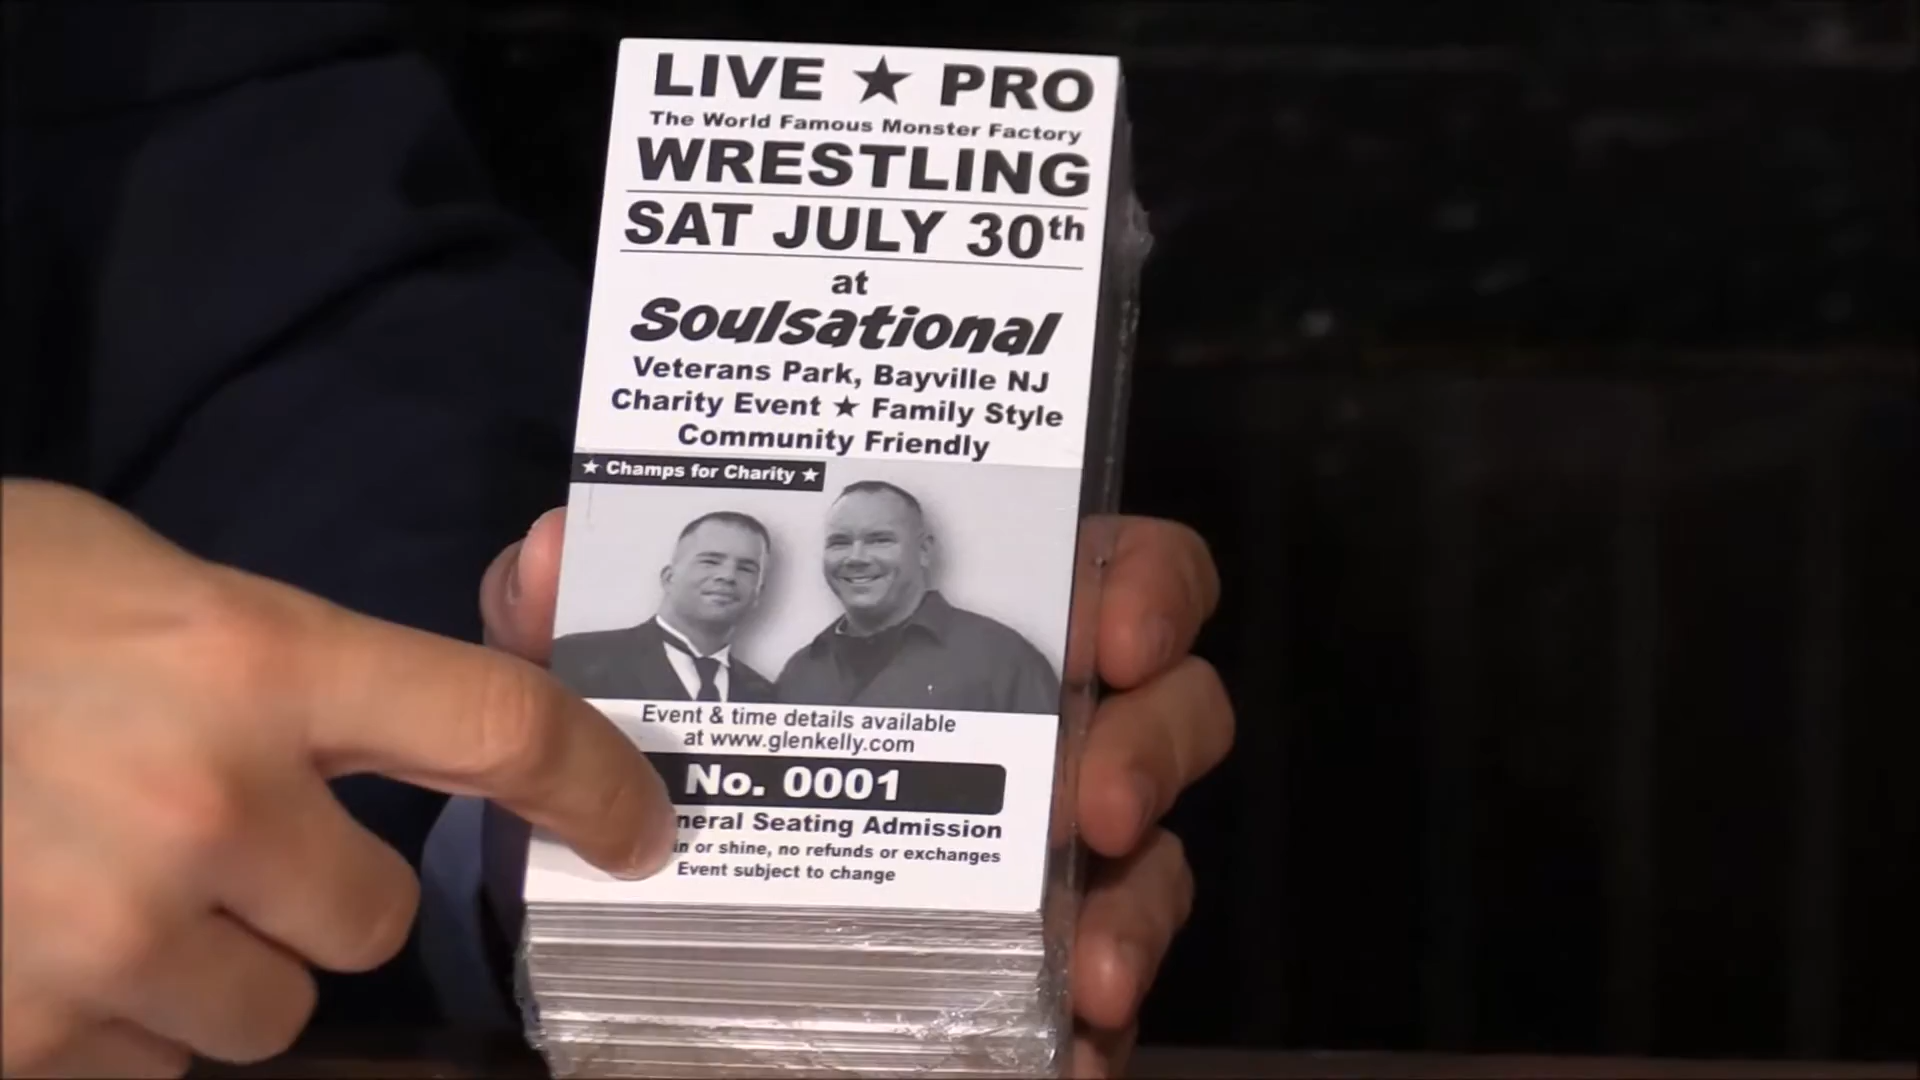 LIVE ★ PRO
The World Famous Monster Factory
WRESTLING
SAT JULY 30th
at
Soulsational
Veterans Park, Bayville NJ
Charity Event ★ Family Style
Community Friendly
★ Champs for Charity ★
Event & time details available
at www.glenkelly.com
No. 0001
Seating Admission
or shine, no refunds or exchanges
Event subject to change